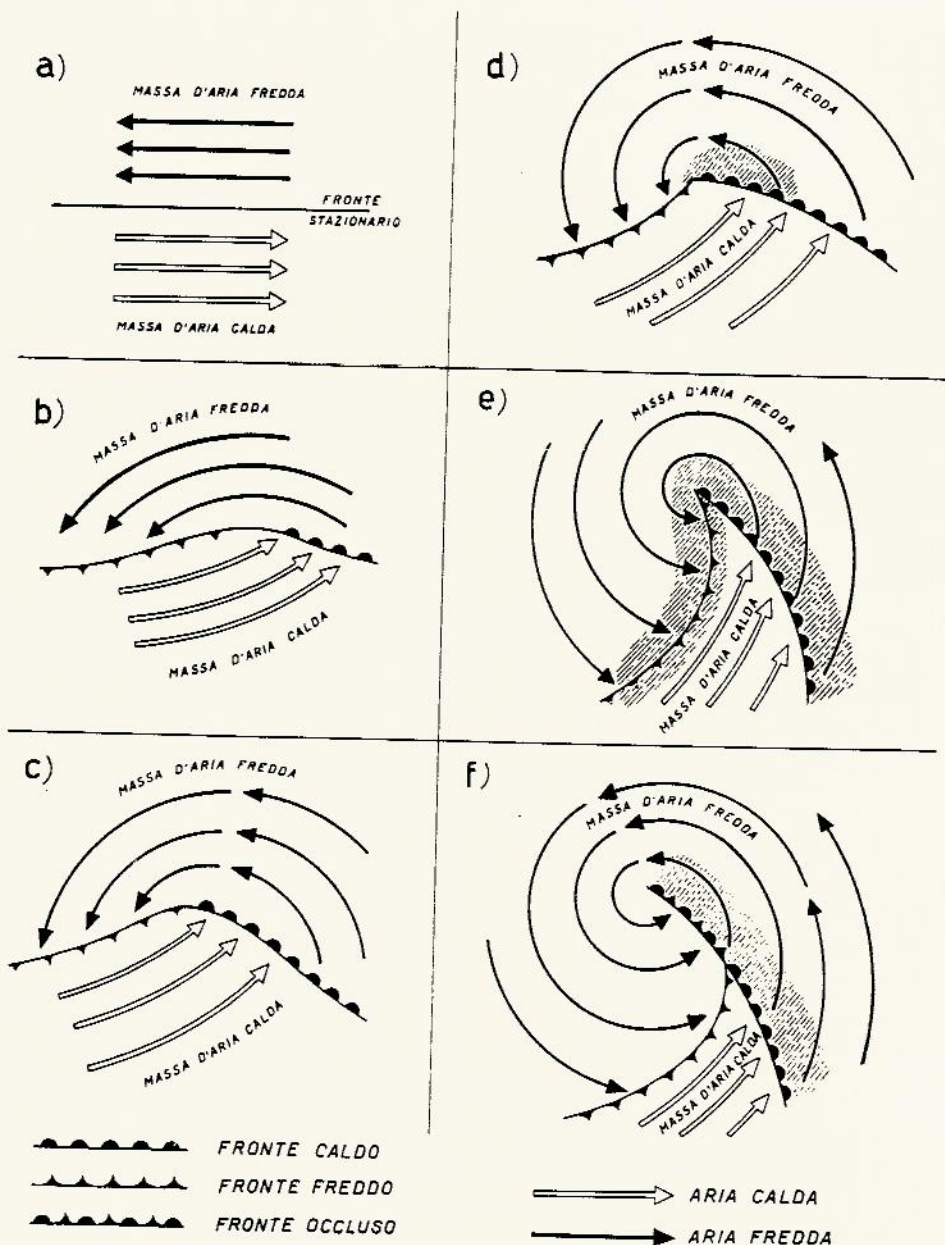 a)
MASSA D'ARIA FREDDA
FRONTE
STAZIONARIO
MASSA D'ARIA CALDA
b)
MASSA D'ARIA FREDDA
MASSA D'ARIA CALDA
c)
MASSA D'ARIA FREDDA
MASSA D'ARIA CALDA
d)
MASSA D'ARIA FREDDA
MASSA D'ARIA CALDA
e)
MASSA D'ARIA FREDDA
MASSA D'ARIA CALDA
f)
MASSA D'ARIA FREDDA
MASSA D'ARIA CALDA
FRONTE CALDO
FRONTE FREDDO
FRONTE OCCLUSO
ARIA CALDA
ARIA FREDDA